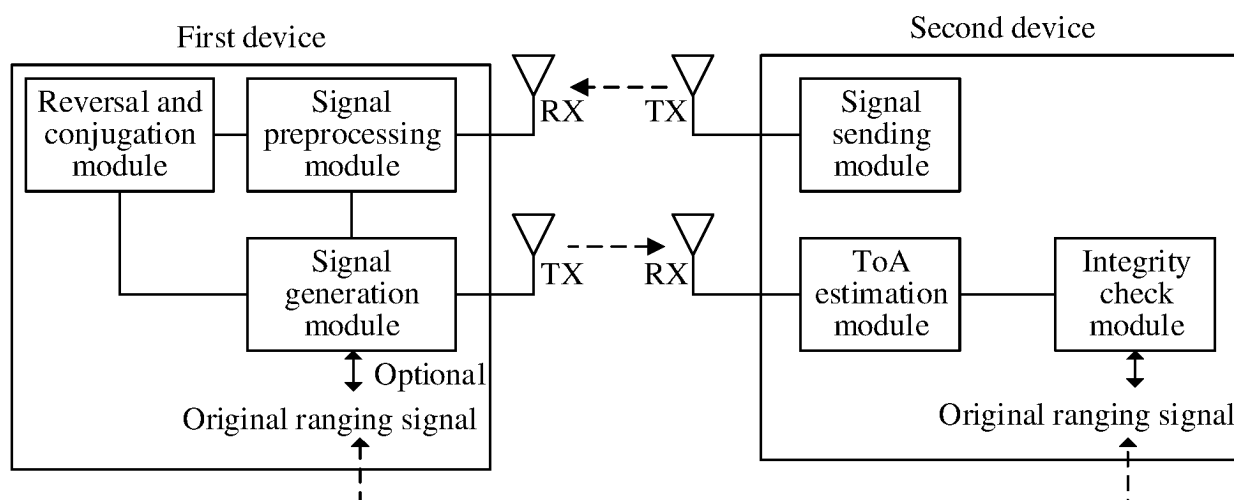 First device
Second device
Reversal and
conjugation
module
Signal
preprocessing
module
RX
TX
Signal
sending
module
Signal
generation
module
TX
RX
ToA
estimation
module
Integrity
check
module
Optional
Original ranging signal
Original ranging signal